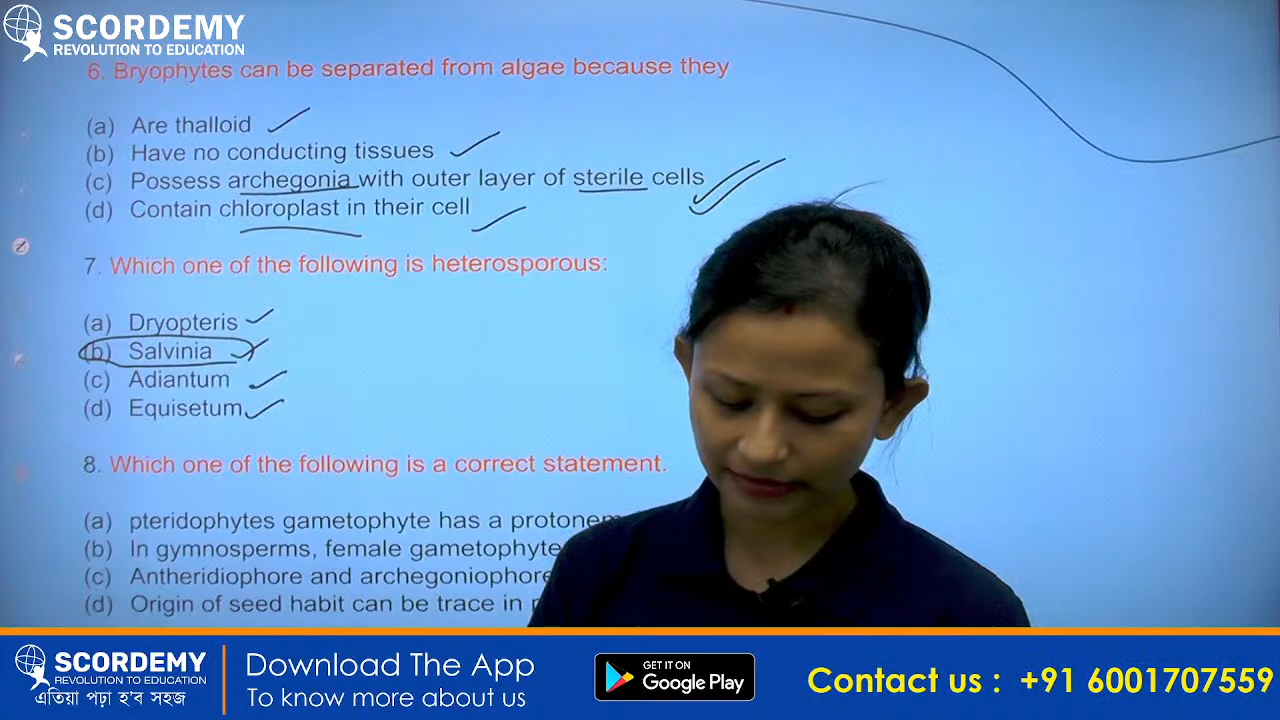 SCORDEMY
REVOLUTION TO EDUCATION
6. Bryophytes can be separated from algae because they
(a) Are thalloid
(b) Have no conducting tissues
(c) Possess archegonia with outer layer of sterile cells
(d) Contain chloroplast in their cell
7. Which one of the following is heterosporous:
(a) Dryopteris
(b) Salvinia
(c) Adiantum
(d) Equisetum
8. Which one of the following is a correct statement.
(a) pteridophytes gametophyte has a
(b) In gymnosperms, female gametophyte
(c) Antheridiophore and archegoniophore
(d) Origin of seed habit can be trace in
SCORDEMY
REVOLUTION TO EDUCATION
এতিয়া পঢ়া হ'ব সহজ
Download The App
To know more about us
GET IT ON
Google Play
Contact us : +91 6001707559